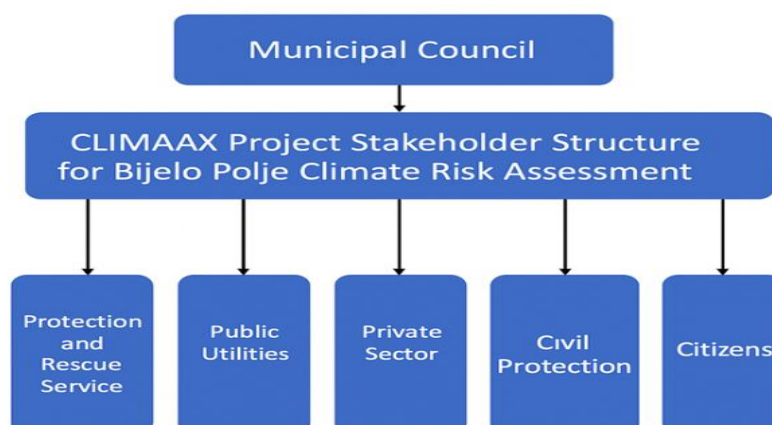 Municipal Council
CLIMAAX Project Stakeholder Structure
for Bijelo Polje Climate Risk Assessment
Protection
and
Rescue
Service
Public
Utilities
Private
Sector
Civil
Protection
Citizens